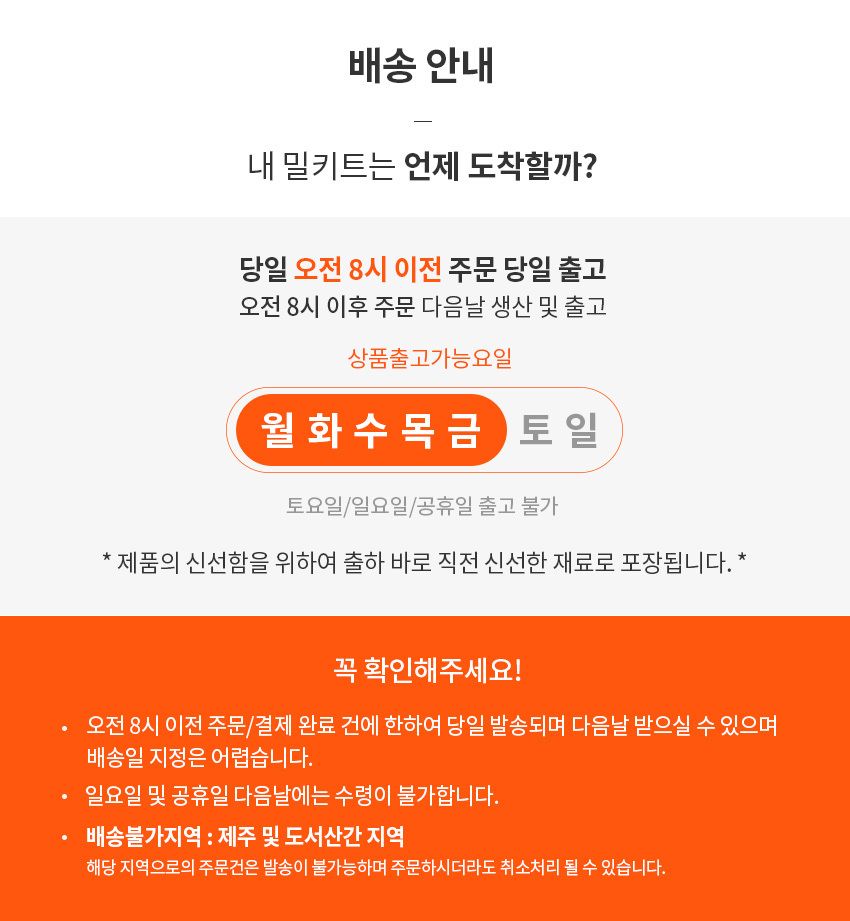 배송 안내
내 밀키트는 언제 도착할까?
당일 오전 8시 이전 주문 당일 출고
오전 8시 이후 주문 다음날 생산 및 출고
상품출고가능요일
월 화 수 목 금 토 일
토요일/일요일/공휴일 출고 불가
* 제품의 신선함을 위하여 출하 바로 직전 신선한 재료로 포장됩니다. *
꼭 확인해주세요!
• 오전 8시 이전 주문/결제 완료 건에 한하여 당일 발송되며 다음날 받으실 수 있으며
배송일 지정은 어렵습니다.
• 일요일 및 공휴일 다음날에는 수령이 불가합니다.
• 배송불가지역 : 제주 및 도서산간 지역
해당 지역으로의 주문건은 발송이 불가능하며 주문하시더라도 취소처리 될 수 있습니다.